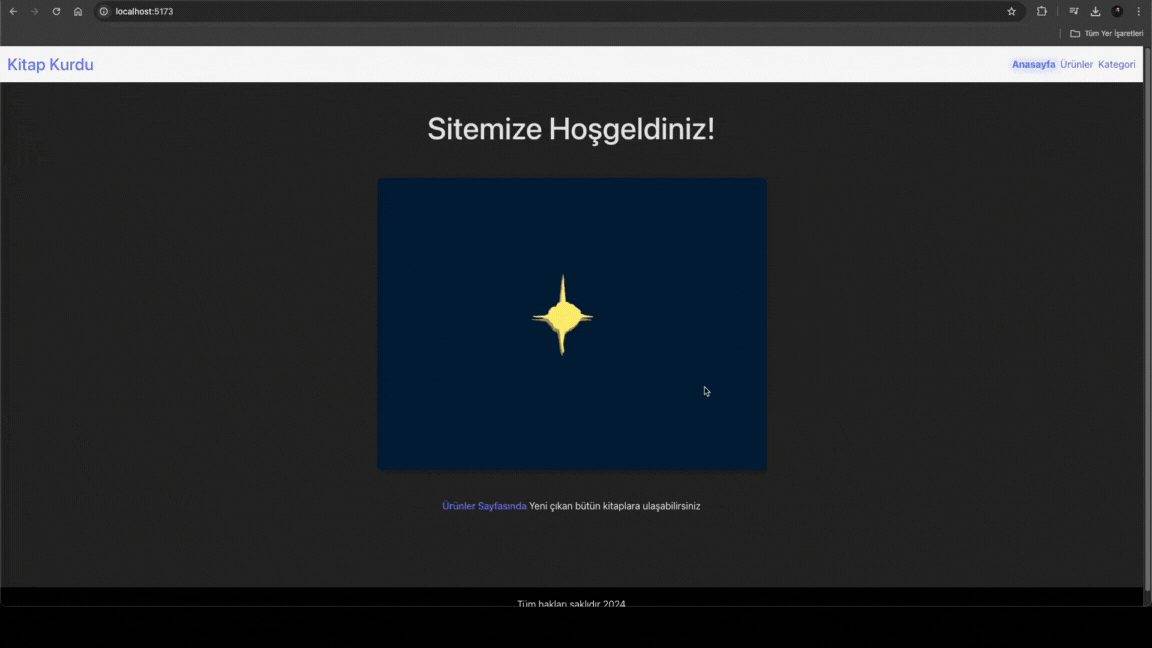 localhost:5173
Tüm Yer İşaretleri
Kitap Kurdu
Anasayfa Ürünler Kategori
Sitemize Hoşgeldiniz!
Ürünler Sayfasında Yeni çıkan bütün kitaplara ulaşabilirsiniz
Tüm hakları saklıdır 2024